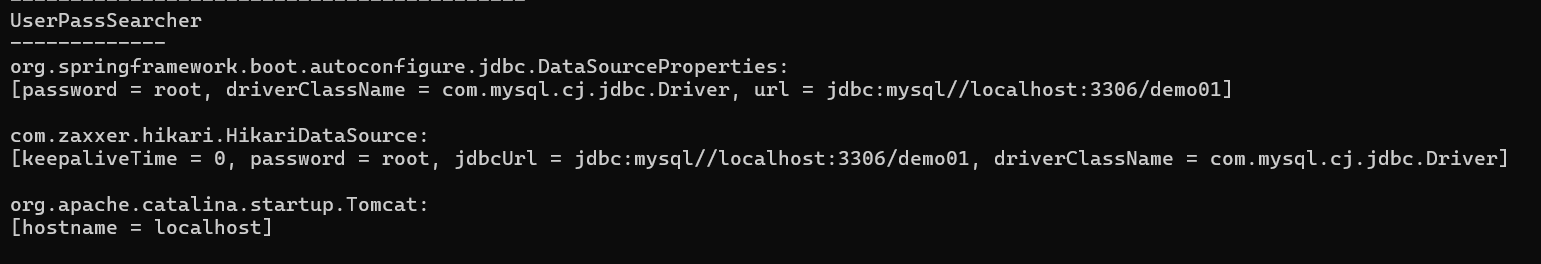 UserPassSearcher
-------------
org.springframework.boot.autoconfigure.jdbc.DataSourceProperties:
[password = root, driverClassName = com.mysql.cj.jdbc.Driver, url = jdbc:mysql//localhost:3306/demo01]
com.zaxxer.hikari.HikariDataSource:
[keepaliveTime = 0, password = root, jdbcUrl = jdbc:mysql//localhost:3306/demo01, driverClassName = com.mysql.cj.jdbc.Driver]
org.apache.catalina.startup.Tomcat:
[hostname = localhost]